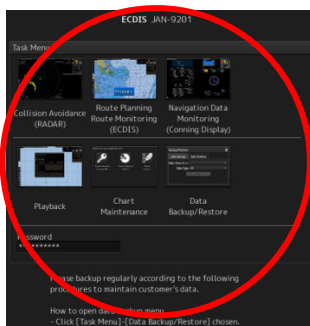 ECDIS JAN-9201
Task Menu
Collision Avoidance
(RADAR)
Route Planning
Route Monitoring
(ECDIS)
Navigation Data
Monitoring
(Conning Display)
Playback
Chart
Maintenance
Data
Backup/Restore
Password
**********
Please backup regularly according to the following
procedures to maintain customer's data.
How to open data backup menu
- Click [Task Menu]-[Data Backup/Restore] chosen.